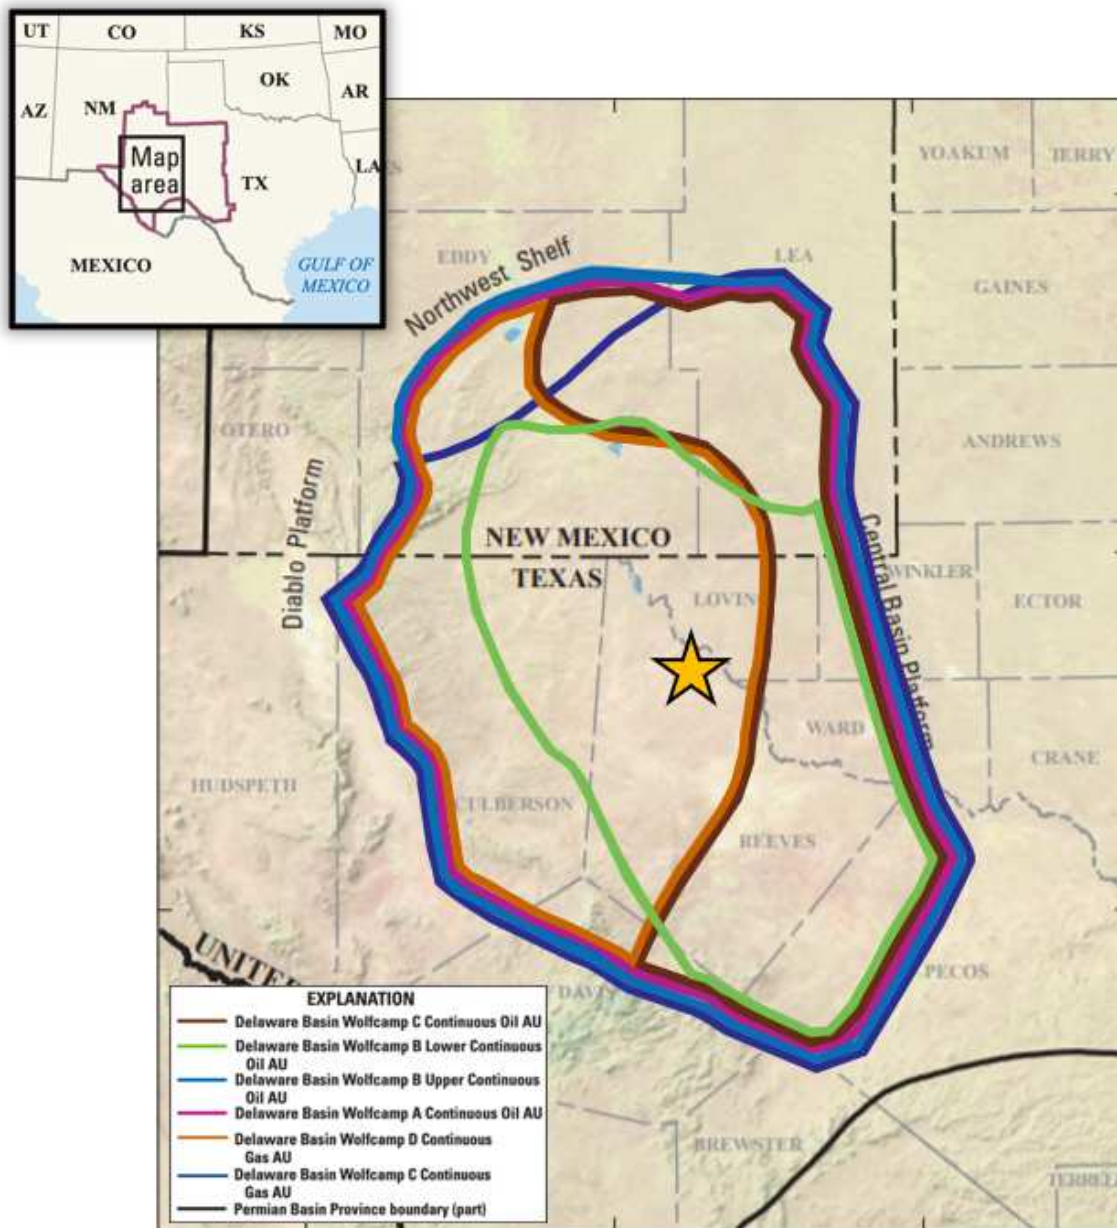 UT
CO
KS
MO
AZ
NM
OK
AR
Map
area
TX
LA
MEXICO
GULF OF
MEXICO
YOAKUM
TERRY
EDDY
Northwest Shelf
LEA
GAINES
OTERO
ANDREWS
Diablo Platform
NEW MEXICO
TEXAS
Central Basin Platform
WINKLER
LOVIN
ECTOR
WARD
CRANE
HUDSPETH
CULBERSON
REEVES
PECOS
UNITE
DAVI
BREWSTER
TERREL
EXPLANATION
Delaware Basin Wolfcamp C Continuous Oil AU
Delaware Basin Wolfcamp B Lower Continuous
Oil AU
Delaware Basin Wolfcamp B Upper Continuous
Oil AU
Delaware Basin Wolfcamp A Continuous Oil AU
Delaware Basin Wolfcamp D Continuous
Gas AU
Delaware Basin Wolfcamp C Continuous
Gas AU
Permian Basin Province boundary (part)